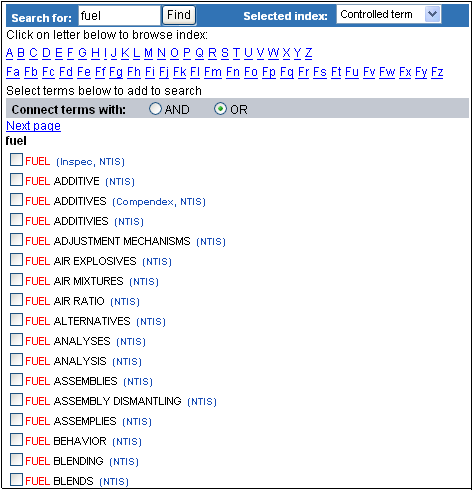 Search for: fuel Find Selected index: Controlled term
Click on letter below to browse index:
A B C D E F G H I J K L M N O P Q R S T U V W X Y Z
Fa Fb Fc Fd Fe Ff Fg Fh Fi Fj Fk Fl Fm Fn Fo Fp Fq Fr Fs Ft Fu Fv Fw Fx Fy Fz
Select terms below to add to search
Connect terms with: AND OR
Next page
fuel
FUEL (Inspec, NTIS)
FUEL ADDITIVE (NTIS)
FUEL ADDITIVES (Compendex, NTIS)
FUEL ADDITIVIES (NTIS)
FUEL ADJUSTMENT MECHANISMS (NTIS)
FUEL AIR EXPLOSIVES (NTIS)
FUEL AIR MIXTURES (NTIS)
FUEL AIR RATIO (NTIS)
FUEL ALTERNATIVES (NTIS)
FUEL ANALYSES (NTIS)
FUEL ANALYSIS (NTIS)
FUEL ASSEMBLIES (NTIS)
FUEL ASSEMBLY DISMANTLING (NTIS)
FUEL ASSEMPLIES (NTIS)
FUEL BEHAVIOR (NTIS)
FUEL BLENDING (NTIS)
FUEL BLENDS (NTIS)